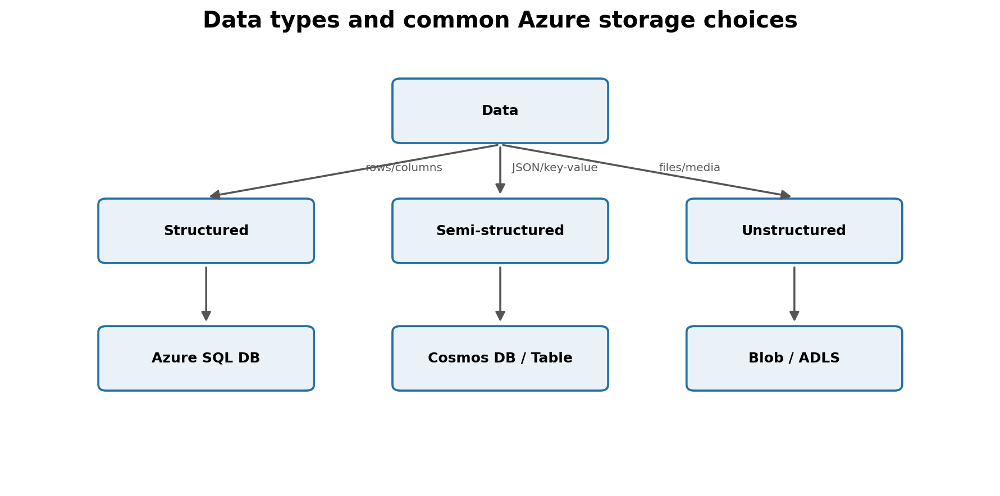 Data types and common Azure storage choices
Data
rows/columns
JSON/key-value
files/media
Structured
Semi-structured
Unstructured
Azure SQL DB
Cosmos DB / Table
Blob / ADLS